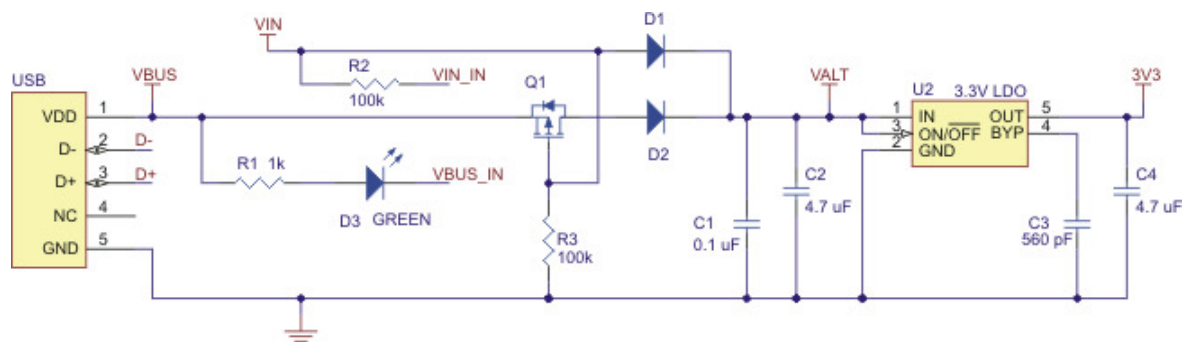 VIN
D1
R2
100k
VIN_IN
USB
VBUS
Q1
VALT
U2 3.3V LDO
3V3
VDD 1
D- 2 D-
D+ 3 D+
NC 4
GND 5
R1 1k
D3 GREEN
VBUS_IN
D2
1 IN OUT 5
3 ON/OFF BYP 4
2 GND
R3
100k
C1
0.1 uF
C2
4.7 uF
C3
560 pF
C4
4.7 uF